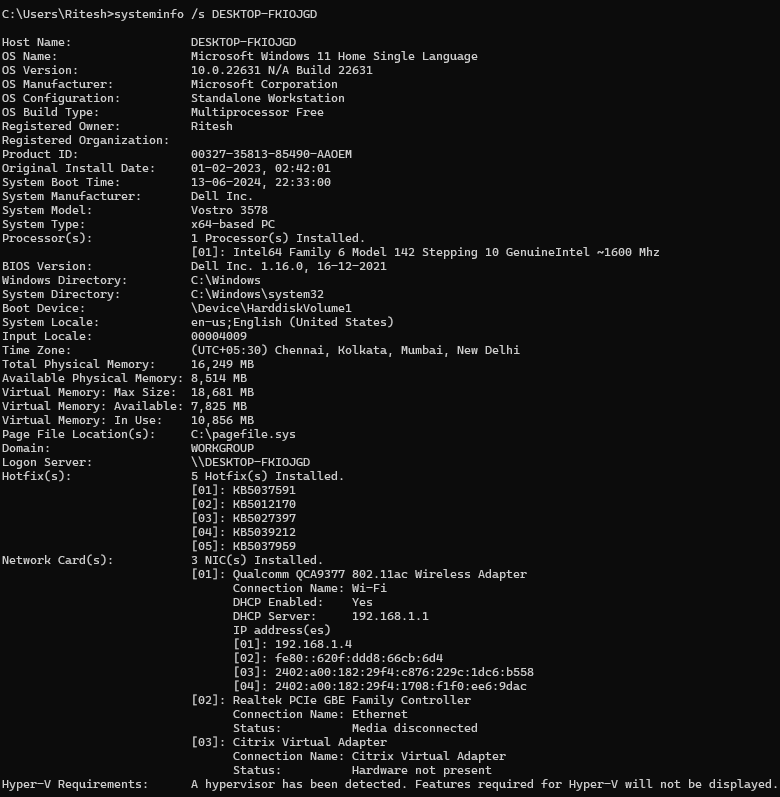 C:\Users\Ritesh>systeminfo /s DESKTOP-FKIOJGD
Host Name:                 DESKTOP-FKIOJGD
OS Name:                   Microsoft Windows 11 Home Single Language
OS Version:                10.0.22631 N/A Build 22631
OS Manufacturer:           Microsoft Corporation
OS Configuration:          Standalone Workstation
OS Build Type:             Multiprocessor Free
Registered Owner:          Ritesh
Registered Organization:
Product ID:                00327-35813-85490-AAOEM
Original Install Date:     01-02-2023, 02:42:01
System Boot Time:          13-06-2024, 22:33:00
System Manufacturer:       Dell Inc.
System Model:              Vostro 3578
System Type:               x64-based PC
Processor(s):              1 Processor(s) Installed.
                           [01]: Intel64 Family 6 Model 142 Stepping 10 GenuineIntel ~1600 Mhz
BIOS Version:              Dell Inc. 1.16.0, 16-12-2021
Windows Directory:         C:\Windows
System Directory:          C:\Windows\system32
Boot Device:               \Device\HarddiskVolume1
System Locale:             en-us;English (United States)
Input Locale:              00004009
Time Zone:                 (UTC+05:30) Chennai, Kolkata, Mumbai, New Delhi
Total Physical Memory:     16,249 MB
Available Physical Memory: 8,514 MB
Virtual Memory: Max Size:  18,681 MB
Virtual Memory: Available: 7,825 MB
Virtual Memory: In Use:    10,856 MB
Page File Location(s):     C:\pagefile.sys
Domain:                    WORKGROUP
Logon Server:              \\DESKTOP-FKIOJGD
Hotfix(s):                 5 Hotfix(s) Installed.
                           [01]: KB5037591
                           [02]: KB5012170
                           [03]: KB5027397
                           [04]: KB5039212
                           [05]: KB5037959
Network Card(s):           3 NIC(s) Installed.
                           [01]: Qualcomm QCA9377 802.11ac Wireless Adapter
                                 Connection Name: Wi-Fi
                                 DHCP Enabled:    Yes
                                 DHCP Server:     192.168.1.1
                                 IP address(es)
                                 [01]: 192.168.1.4
                                 [02]: fe80::620f:ddd8:66cb:6d4
                                 [03]: 2402:a00:182:29f4:c876:229c:1dc6:b558
                                 [04]: 2402:a00:182:29f4:1708:f1f0:ee6:9dac
                           [02]: Realtek PCIe GBE Family Controller
                                 Connection Name: Ethernet
                                 Status:          Media disconnected
                           [03]: Citrix Virtual Adapter
                                 Connection Name: Citrix Virtual Adapter
                                 Status:          Hardware not present
Hyper-V Requirements:      A hypervisor has been detected. Features required for Hyper-V will not be displayed.